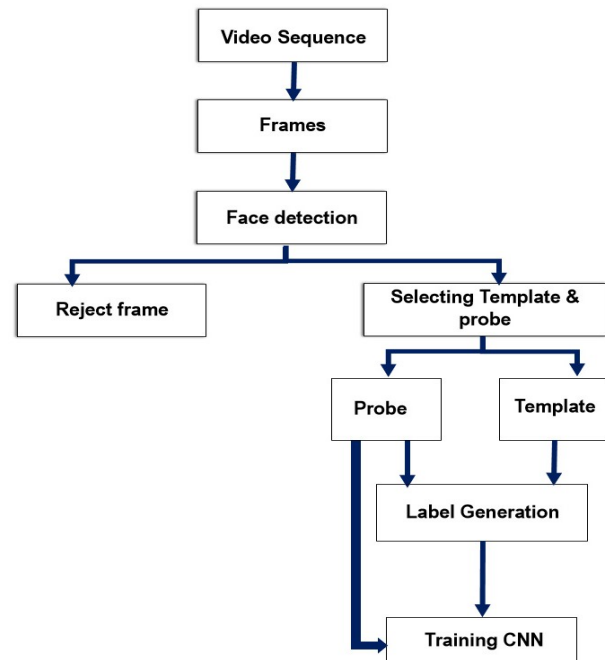 Video Sequence
Frames
Face detection
Reject frame
Selecting Template &
probe
Probe
Template
Label Generation
Training CNN